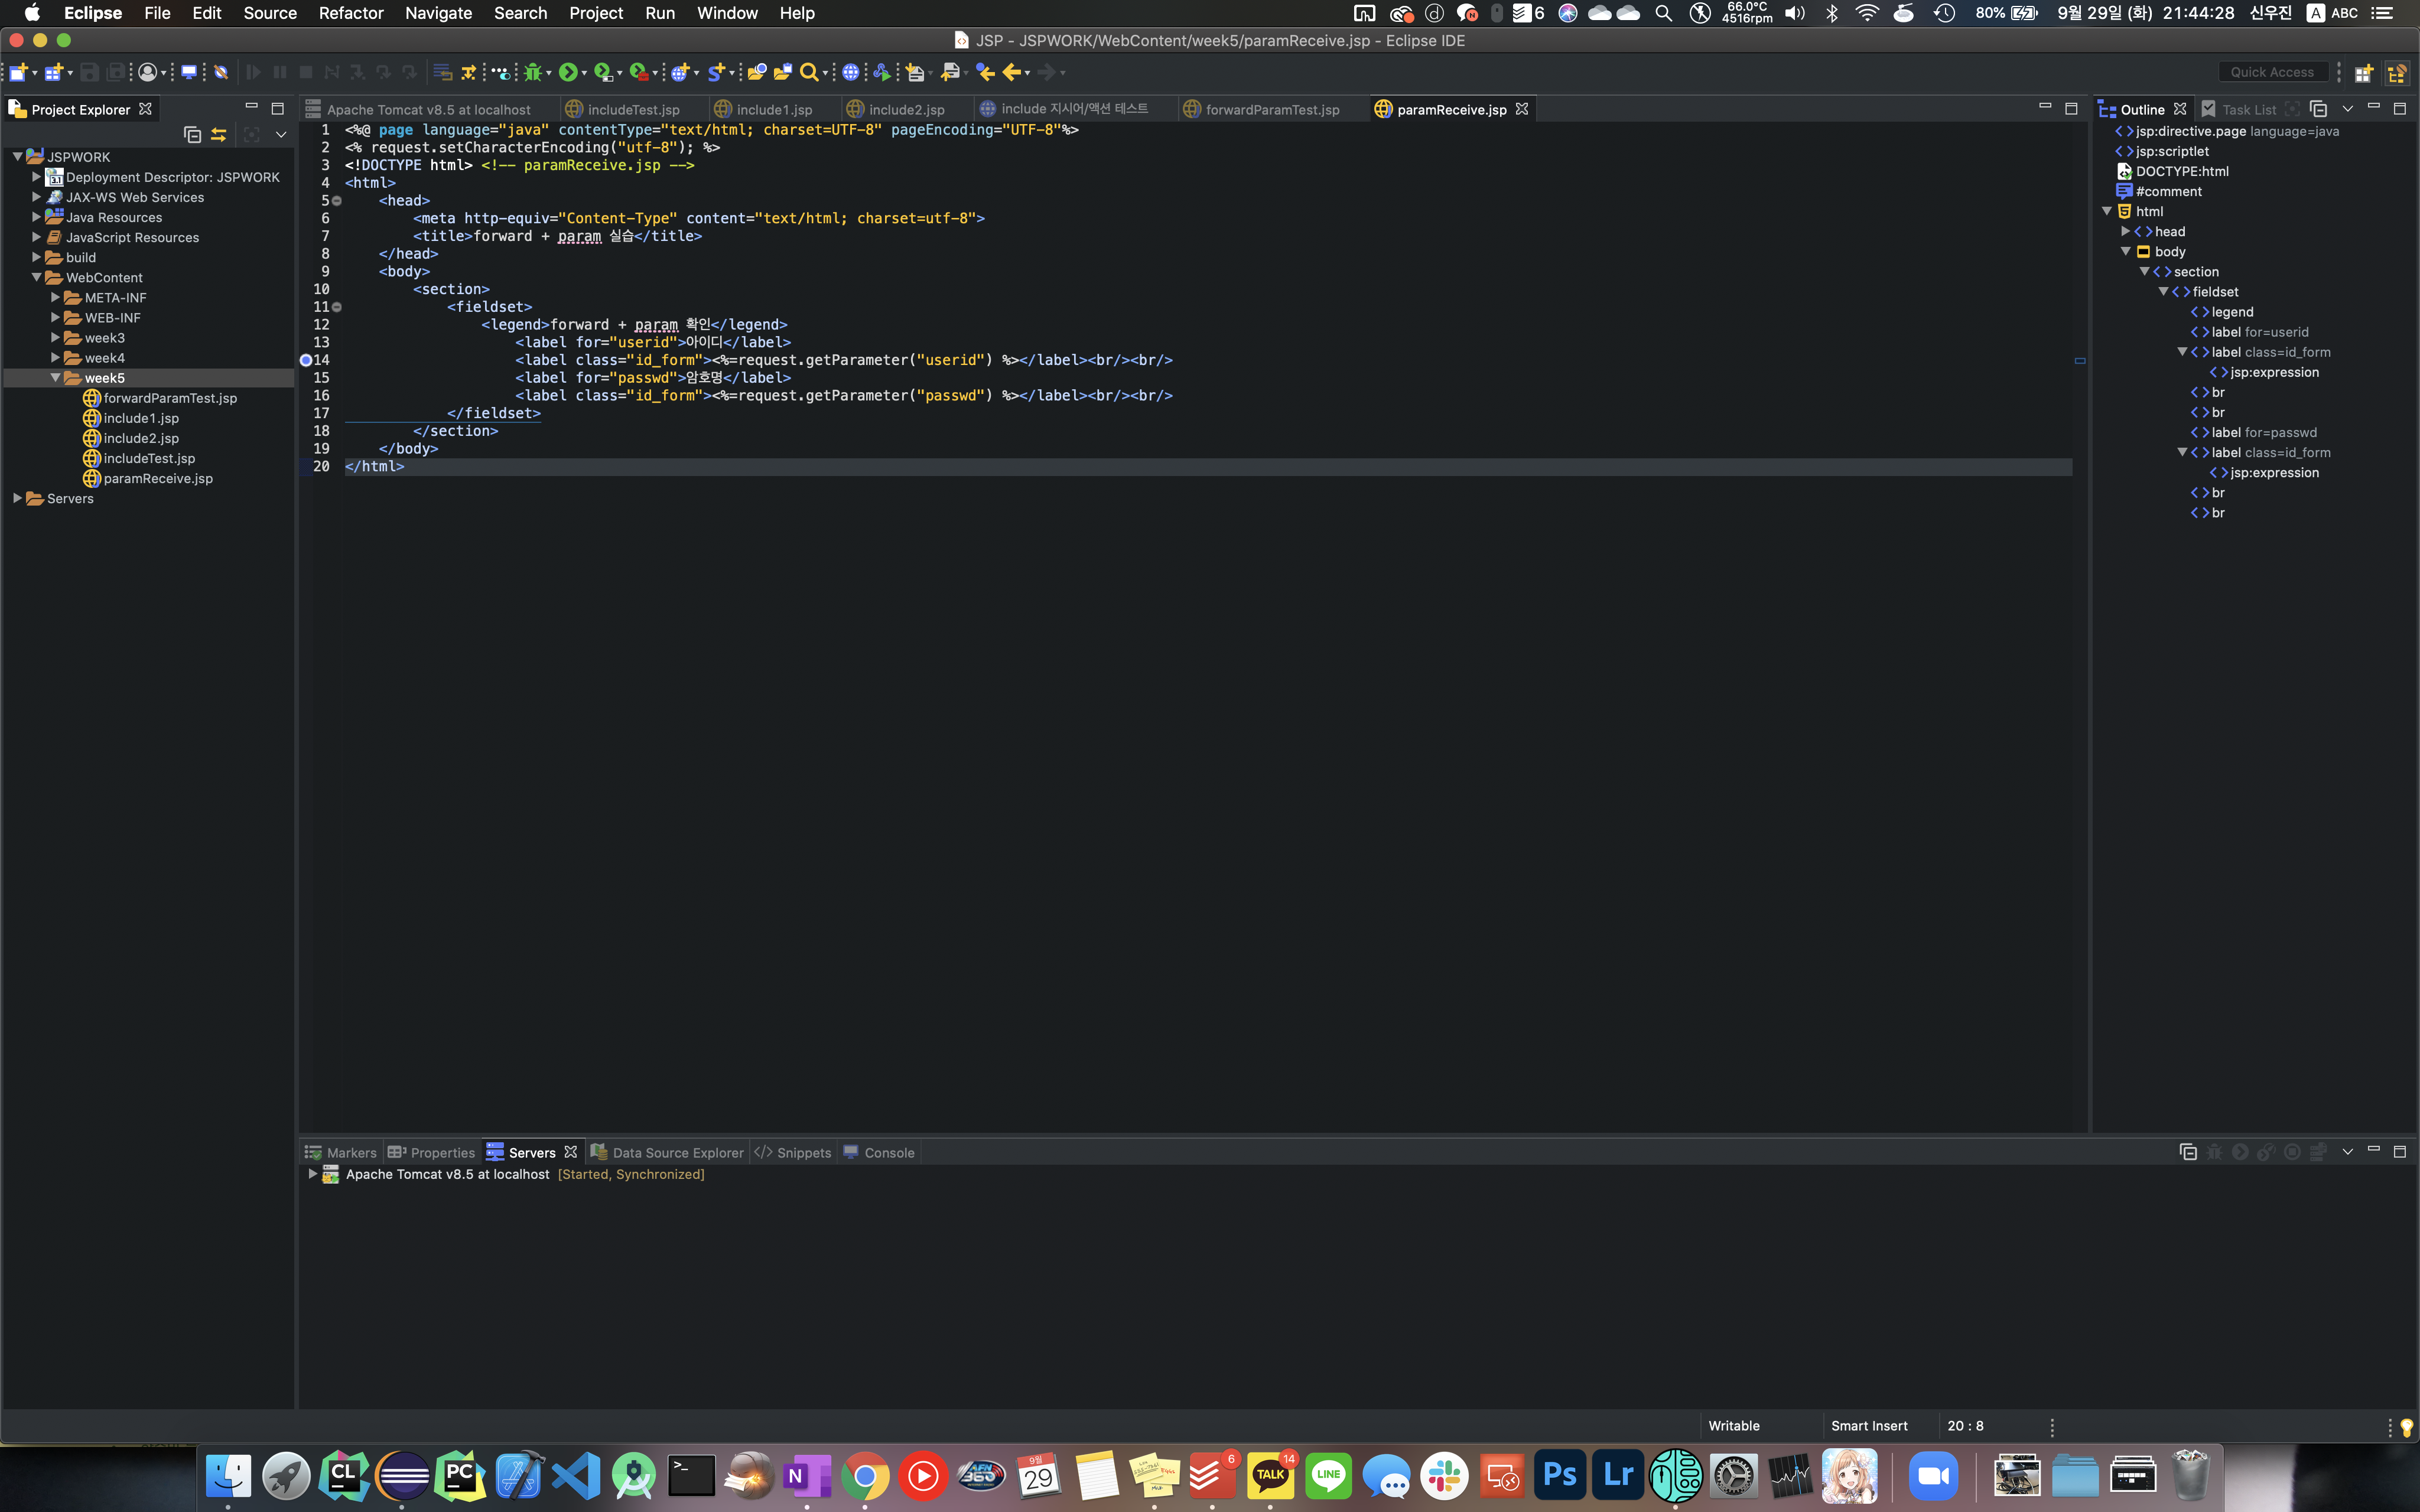 Eclipse File Edit Source Refactor Navigate Search Project Run Window Help
6 66.0°C 4516rpm 80% 9월 29일 (화) 21:44:28 신우진 A ABC
JSP - JSPWORK/WebContent/week5/paramReceive.jsp - Eclipse IDE
Quick Access
Project Explorer
JSPWORK
Deployment Descriptor: JSPWORK
JAX-WS Web Services
Java Resources
JavaScript Resources
build
WebContent
META-INF
WEB-INF
week3
week4
week5
forwardParamTest.jsp
include1.jsp
include2.jsp
includeTest.jsp
paramReceive.jsp
Servers
Apache Tomcat v8.5 at localhost includeTest.jsp include1.jsp include2.jsp include 지시어/액션 테스트 forwardParamTest.jsp paramReceive.jsp
1 <%@ page language="java" contentType="text/html; charset=UTF-8" pageEncoding="UTF-8"%>
2 <% request.setCharacterEncoding("utf-8"); %>
3 <!DOCTYPE html> <!-- paramReceive.jsp -->
4 <html>
5 <head>
6 <meta http-equiv="Content-Type" content="text/html; charset=utf-8">
7 <title>forward + param 실습</title>
8 </head>
9 <body>
10 <section>
11 <fieldset>
12 <legend>forward + param 확인</legend>
13 <label for="userid">아이디</label>
14 <label class="id_form"><%=request.getParameter("userid") %></label><br/><br/>
15 <label for="passwd">암호명</label>
16 <label class="id_form"><%=request.getParameter("passwd") %></label><br/><br/>
17 </fieldset>
18 </section>
19 </body>
20 </html>
Outline Task List
jsp:directive.page language=java
jsp:scriptlet
DOCTYPE:html
#comment
html
head
body
section
fieldset
legend
label for=userid
label class=id_form
jsp:expression
br
br
label for=passwd
label class=id_form
jsp:expression
br
br
Markers Properties Servers Data Source Explorer Snippets Console
Apache Tomcat v8.5 at localhost [Started, Synchronized]
Writable Smart Insert 20 : 8
CL PC N 9월 29 6 TALK 14 LINE Ps Lr